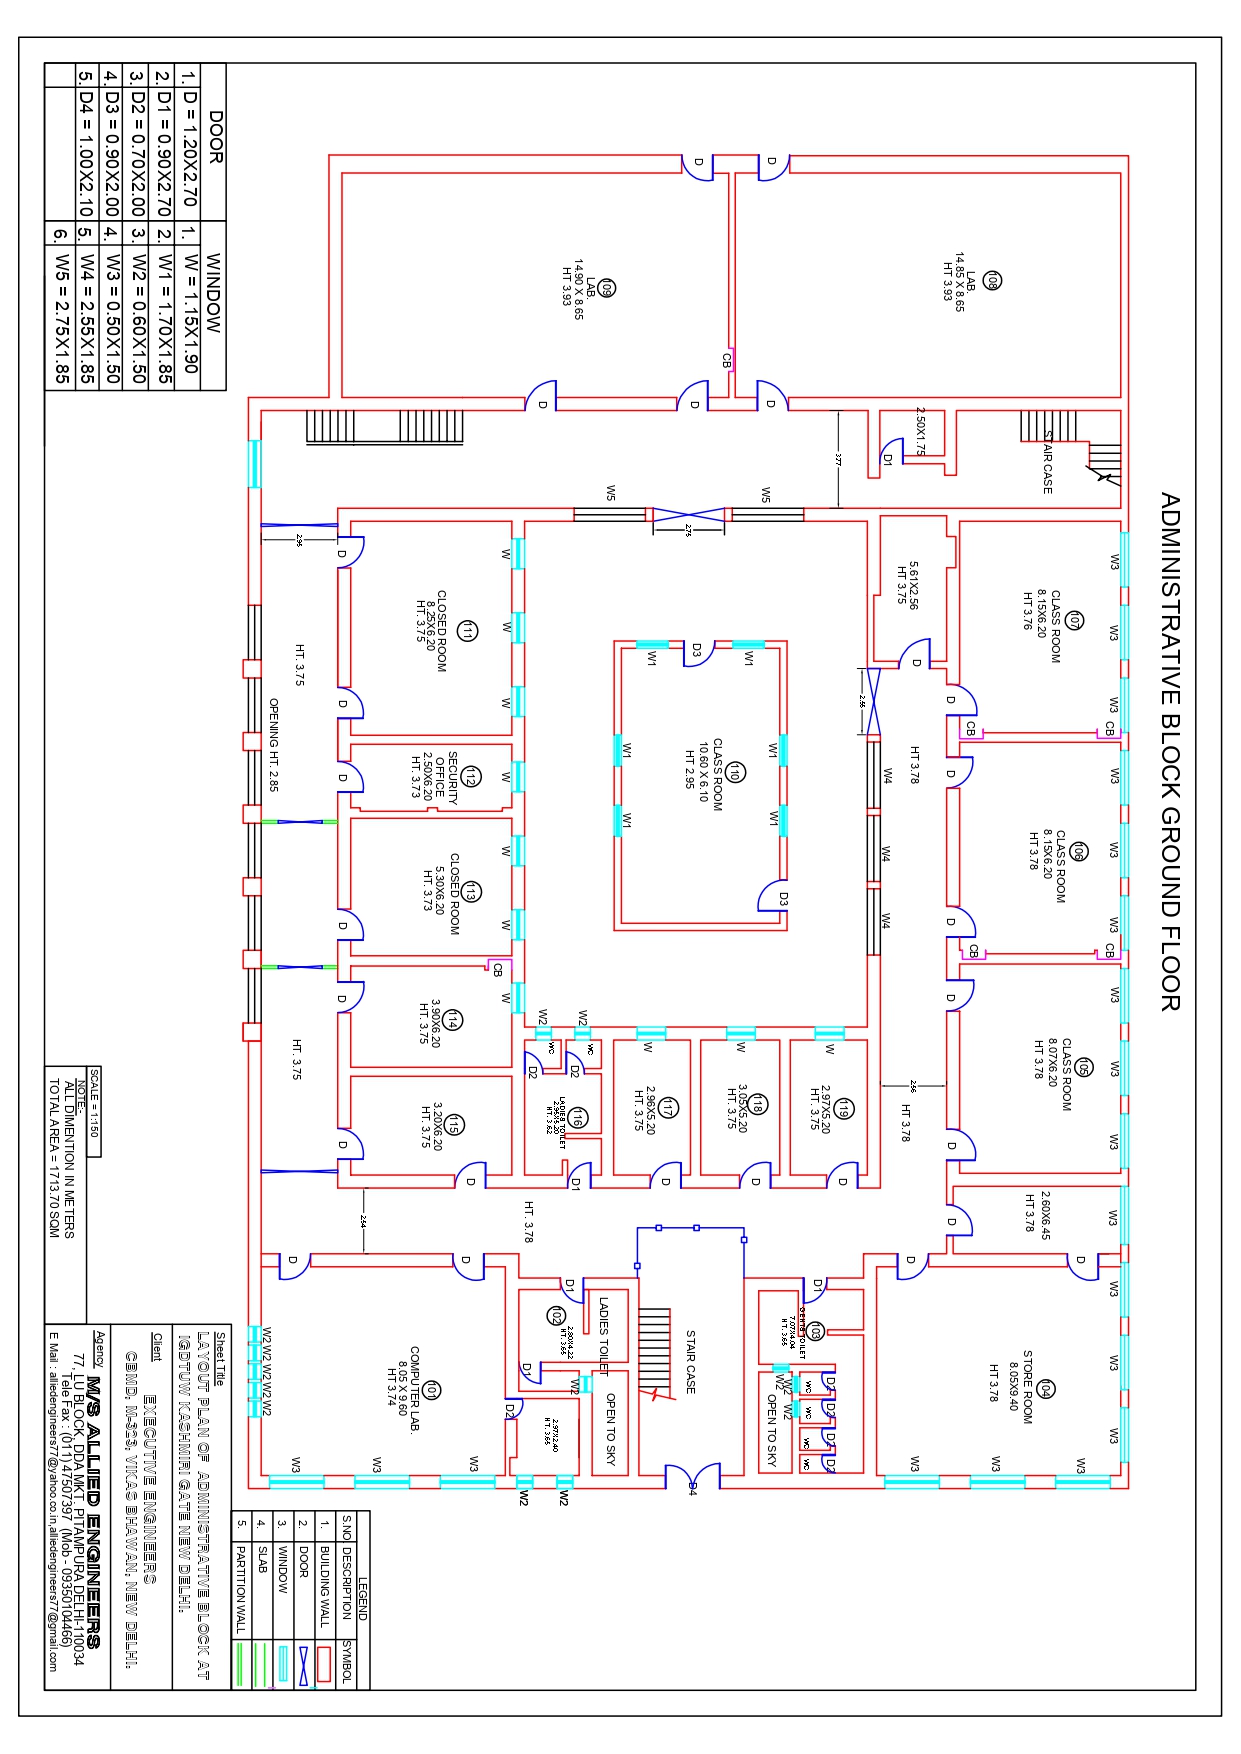 ADMINISTRATIVE BLOCK GROUND FLOOR
W3 W3 W3 CB W3 W3 W3 CB W3 W3 W3 W3 W3 W3 W3
STAIR CASE
107
CLASS ROOM
8.15X6.20
HT 3.76
CB
D
106
CLASS ROOM
8.15X6.20
HT 3.78
CB
D
D
105
CLASS ROOM
8.07X6.20
HT 3.78
D
D
2.60X6.45
HT 3.78
D
D
104
STORE ROOM
8.05X9.40
HT 3.78
W3
W3
W3
D
108
LAB.
14.85 X 8.65
HT 3.93
2.50X1.75
D1
5.61X2.56
HT 3.75
D
HT 3.78
2.56
HT 3.78
W4 W4 W4
2.55
3.77
119
2.97X5.20
HT. 3.75
W
D
118
3.05X5.20
HT. 3.75
W
D
117
2.96X5.20
HT. 3.75
W
D
D1
103
GENTS TOILET
7.07X4.04
HT. 3.65
D2 D2 D2 D2
WC WC WC WC
W2 W2
W2
OPEN TO SKY
D
D
CB
D
D
W5
2.75
W5
W1 W1
D3
W1
110
CLASS ROOM
10.60 X 6.10
HT 2.95
D3
W1
W1 W1
STAIR CASE
D4
109
LAB.
14.90 X 8.65
HT 3.93
D
W2
WC
D2
116
LADIES TOILET
2.95X5.20
HT. 3.62
D1
W2
WC
D2
LADIES TOILET
OPEN TO SKY
D1
2.80X4.22
HT. 3.65
102
W2
D1
2.97X2.40
HT. 3.65
W2
W2
D2
HT. 3.78
W W W W W W W
CB
111
CLOSED ROOM
8.25X6.20
HT. 3.75
D
D
112
SECURITY
OFFICE
2.50X6.20
HT. 3.73
D
113
CLOSED ROOM
5.30X6.20
HT. 3.73
D
114
3.90X6.20
HT. 3.75
D
115
3.20X6.20
HT. 3.75
D
D
D
101
COMPUTER LAB.
8.05 X 9.60
HT 3.74
W3
W3
W3
D
2.54
2.95
HT. 3.75
OPENING HT. 2.85
HT. 3.75
W2 W2 W2 W2 W2
LEGEND
S.NO DESCRIPTION SYMBOL
1. BUILDING WALL
2. DOOR
3. WINDOW
4. SLAB
5. PARTITION WALL
DOOR WINDOW
1. D = 1.20X2.70 1. W = 1.15X1.90
2. D1 = 0.90X2.70 2. W1 = 1.70X1.85
3. D2 = 0.70X2.00 3. W2 = 0.60X1.50
4. D3 = 0.90X2.00 4. W3 = 0.50X1.50
5. D4 = 1.00X2.10 5. W4 = 2.55X1.85
6. W5 = 2.75X1.85
SCALE = 1:150
NOTE:-
ALL DIMENTION IN METERS
TOTAL AREA = 1713.70 SQM
Sheet Title
LAYOUT PLAN OF ADMINISTRATIVE BLOCK AT
IGDTUW KASHMIRI GATE NEW DELHI.
Client
EXECUTIVE ENGINEERS
CBMD, M-323, VIKAS BHAWAN, NEW DELHI.
Agency
M/S ALLIED ENGINEERS
77, LU BLOCK, DDA MKT. PITAMPURA DELHI-110034
Tele Fax : (011) 47507397 (Mob - 09350104466)
E Mail : alliedengineers77@yahoo.co.in,alliedengineers77@gmail.com